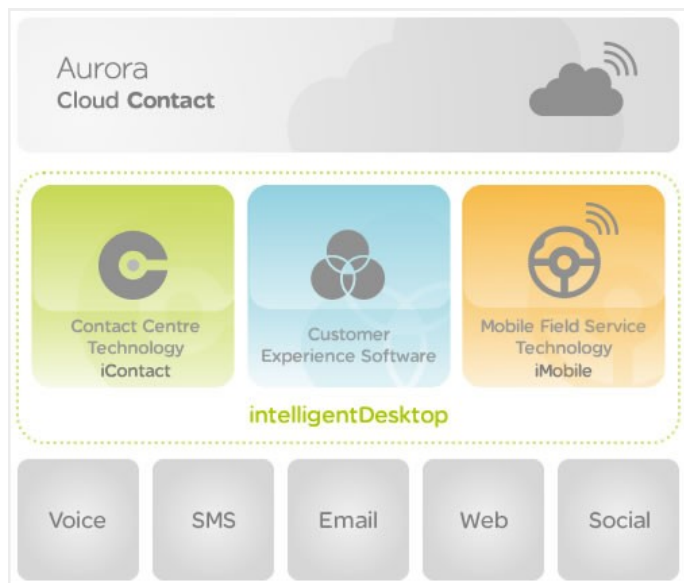 Aurora
Cloud Contact
Contact Centre
Technology
iContact
Customer
Experience Software
Mobile Field Service
Technology
iMobile
intelligentDesktop
Voice
SMS
Email
Web
Social